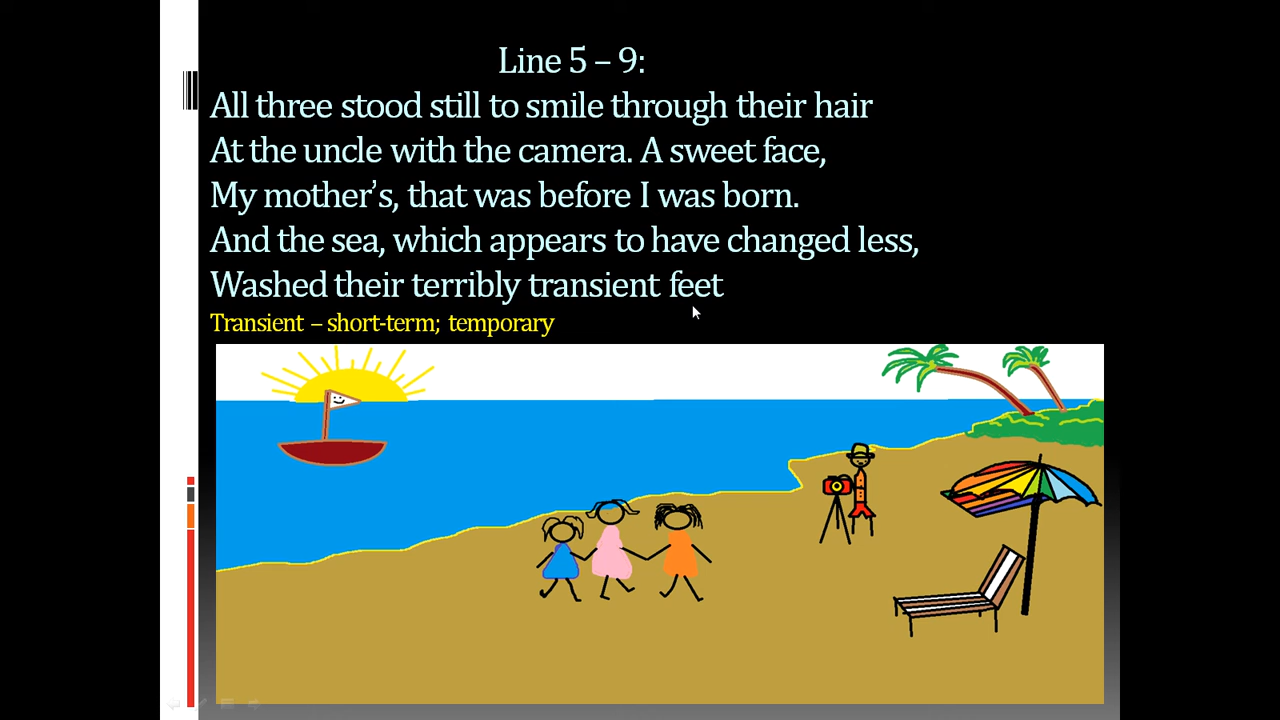 Line 5 – 9:
All three stood still to smile through their hair
At the uncle with the camera. A sweet face,
My mother’s, that was before I was born.
And the sea, which appears to have changed less,
Washed their terribly transient feet
Transient – short-term; temporary